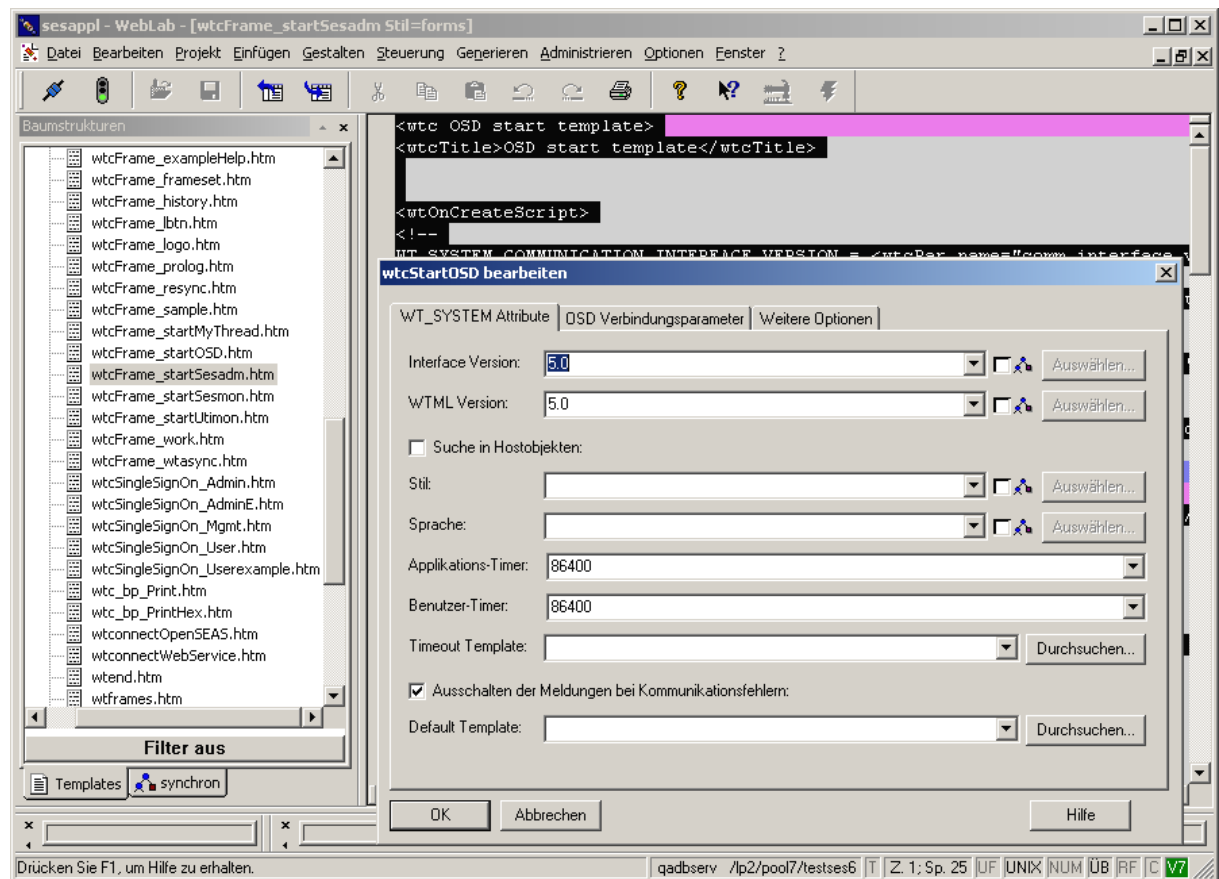 sesappl - WebLab - [wtcFrame_startSesadm Stil=forms]
Datei Bearbeiten Projekt Einfügen Gestalten Steuerung Generieren Administrieren Optionen Fenster ?
Baumstrukturen
wtcFrame_exampleHelp.htm
wtcFrame_frameset.htm
wtcFrame_history.htm
wtcFrame_lbtn.htm
wtcFrame_logo.htm
wtcFrame_prolog.htm
wtcFrame_resync.htm
wtcFrame_sample.htm
wtcFrame_startMyThread.htm
wtcFrame_startOSD.htm
wtcFrame_startSesadm.htm
wtcFrame_startSesmon.htm
wtcFrame_startUtimon.htm
wtcFrame_work.htm
wtcFrame_wtasync.htm
wtcSingleSignOn_Admin.htm
wtcSingleSignOn_AdminE.htm
wtcSingleSignOn_Mgmt.htm
wtcSingleSignOn_User.htm
wtcSingleSignOn_Userexample.htm
wtc_bp_Print.htm
wtc_bp_PrintHex.htm
wtconnectOpenSEAS.htm
wtconnectWebService.htm
wtend.htm
wtframes.htm
Filter aus
Templates synchron
<wtc OSD start template>
<wtcTitle>OSD start template</wtcTitle>
<wtOnCreateScript>
<!--
WT_SYSTEM.COMMUNICATION_INTERFACE_VERSION = <wtcPar name="comm_interface_v
wtcStartOSD bearbeiten
WT_SYSTEM Attribute OSD Verbindungsparameter Weitere Optionen
Interface Version: 5.0 Auswählen...
WTML Version: 5.0 Auswählen...
Suche in Hostobjekten:
Stil: Auswählen...
Sprache: Auswählen...
Applikations-Timer: 86400
Benutzer-Timer: 86400
Timeout Template: Durchsuchen...
Ausschalten der Meldungen bei Kommunikationsfehlern:
Default Template: Durchsuchen...
OK Abbrechen Hilfe
Drücken Sie F1, um Hilfe zu erhalten. qadbserv /lp2/pool7/testses6 T Z. 1; Sp. 25 UF UNIX NUM ÜB RF C V7